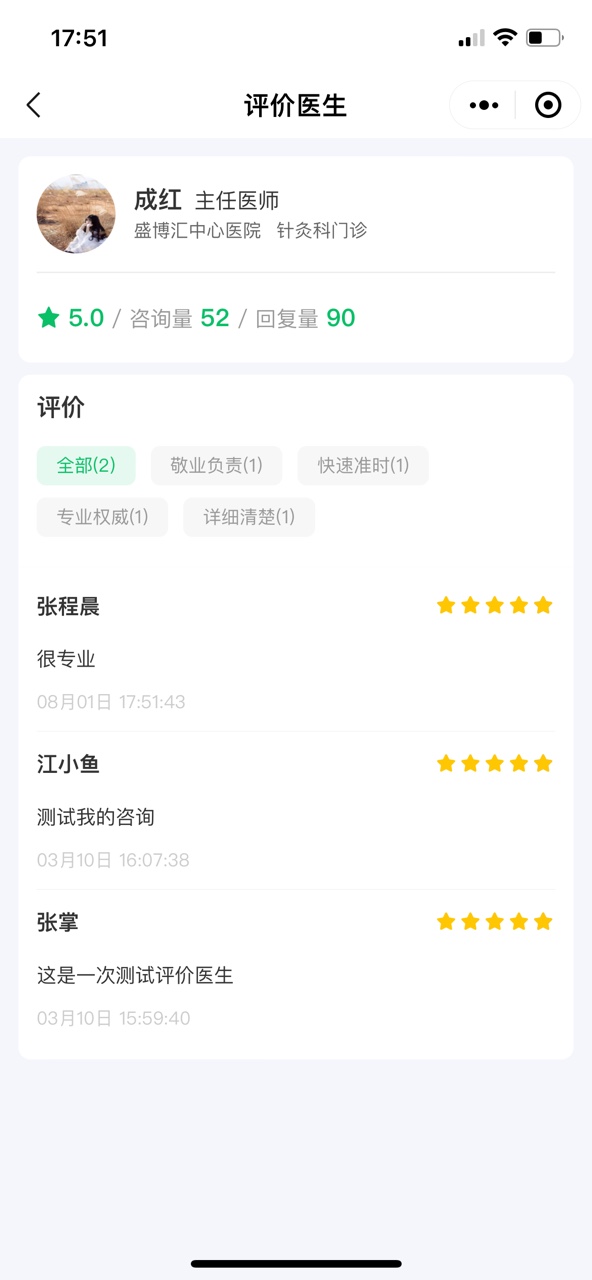 17:51
评价医生
成红 主任医师
盛博汇中心医院 针灸科门诊
5.0 / 咨询量 52 / 回复量 90
评价
全部(2) 敬业负责(1) 快速准时(1)
专业权威(1) 详细清楚(1)
张程晨
很专业
08月01日 17:51:43
江小鱼
测试我的咨询
03月10日 16:07:38
张掌
这是一次测试评价医生
03月10日 15:59:40